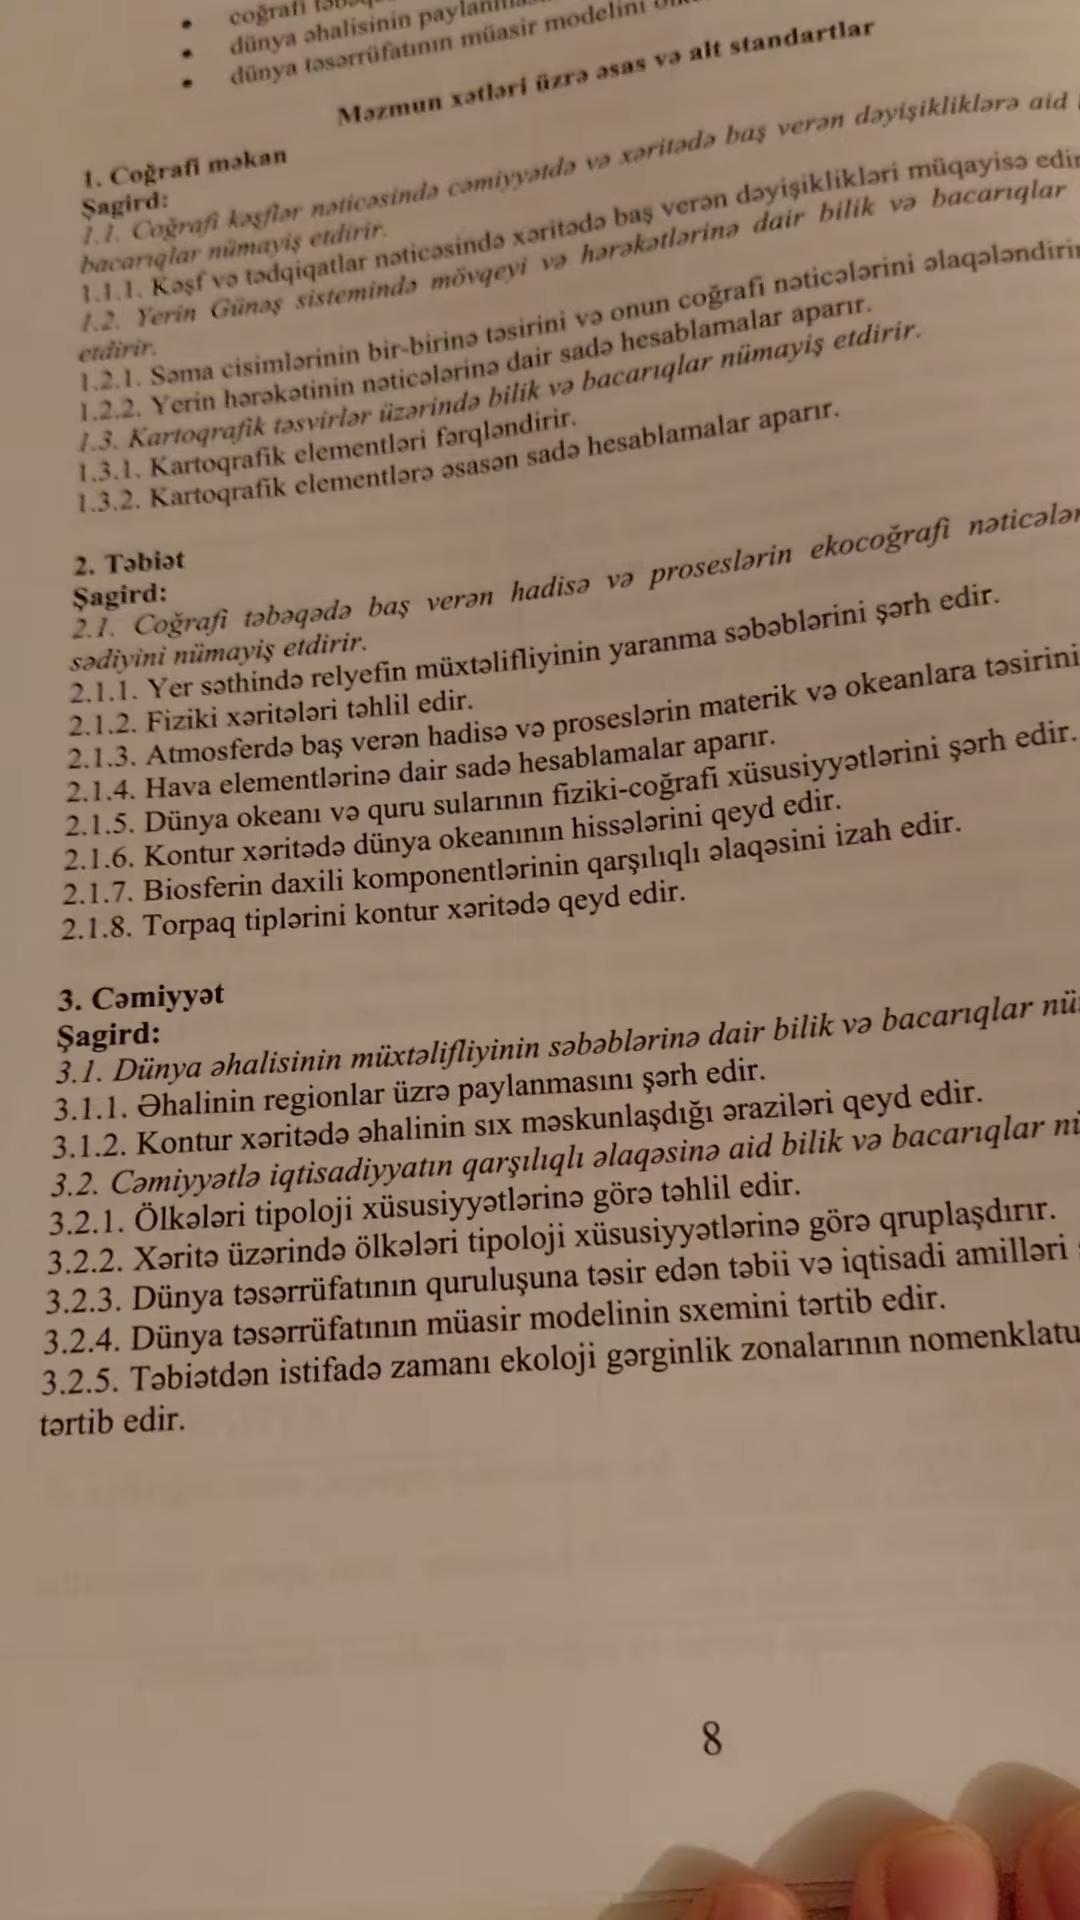 coğrafi
dünya əhalisinin
dünya təsərrüfatının müasir modelini
Məzmun xətləri üzrə əsas və alt standartlar
1. Coğrafi məkan
Şagird:
1.1. Coğrafi kəşflər nəticəsində cəmiyyətdə və xəritədə baş verən dəyişikliklərə aid
bacarıqlar nümayiş etdirir.
1.1.1. Kəşf və tədqiqatlar nəticəsində xəritədə baş verən dəyişiklikləri müqayisə
1.2. Yerin Günəş sistemində mövqeyi və hərəkətlərinə dair bilik və bacarıqlar
etdirir.
1.2.1. Səma cisimlərinin bir-birinə təsirini və onun coğrafi nəticələrini
1.2.2. Yerin hərəkətinin nəticələrinə dair sadə hesablamalar aparır.
1.3. Kartoqrafik təsvirlər üzərində bilik və bacarıqlar nümayiş etdirir.
1.3.1. Kartoqrafik elementləri fərqləndirir.
1.3.2. Kartoqrafik elementlərə əsasən sadə hesablamalar aparır.
2. Təbiət
Şagird:
2.1. Coğrafi təbəqədə baş verən hadisə və proseslərin ekocoğrafi
sədiyini nümayiş etdirir.
2.1.1. Yer səthində relyefin müxtəlifliyinin yaranma səbəblərini şərh edir.
2.1.2. Fiziki xəritələri təhlil edir.
2.1.3. Atmosferdə baş verən hadisə və proseslərin materik və okeanlara təsirini
2.1.4. Hava elementlərinə dair sadə hesablamalar aparır.
2.1.5. Dünya okeanı və quru sularının fiziki-coğrafi xüsusiyyətlərini şərh edir.
2.1.6. Kontur xəritədə dünya okeanının hissələrini qeyd edir.
2.1.7. Biosferin daxili komponentlərinin qarşılıqlı əlaqəsini izah edir.
2.1.8. Torpaq tiplərini kontur xəritədə qeyd edir.
3. Cəmiyyət
Şagird:
3.1. Dünya əhalisinin müxtəlifliyinin səbəblərinə dair bilik və bacarıqlar
3.1.1. Əhalinin regionlar üzrə paylanmasını şərh edir.
3.1.2. Kontur xəritədə əhalinin sıx məskunlaşdığı əraziləri qeyd edir.
3.2. Cəmiyyətlə iqtisadiyyatın qarşılıqlı əlaqəsinə aid bilik və bacarıqlar
3.2.1. Ölkələri tipoloji xüsusiyyətlərinə görə təhlil edir.
3.2.2. Xəritə üzərində ölkələri tipoloji xüsusiyyətlərinə görə qruplaşdırır.
3.2.3. Dünya təsərrüfatının quruluşuna təsir edən təbii və iqtisadi amilləri
3.2.4. Dünya təsərrüfatının müasir modelinin sxemini tərtib edir.
3.2.5. Təbiətdən istifadə zamanı ekoloji gərginlik zonalarının
tərtib edir.
8